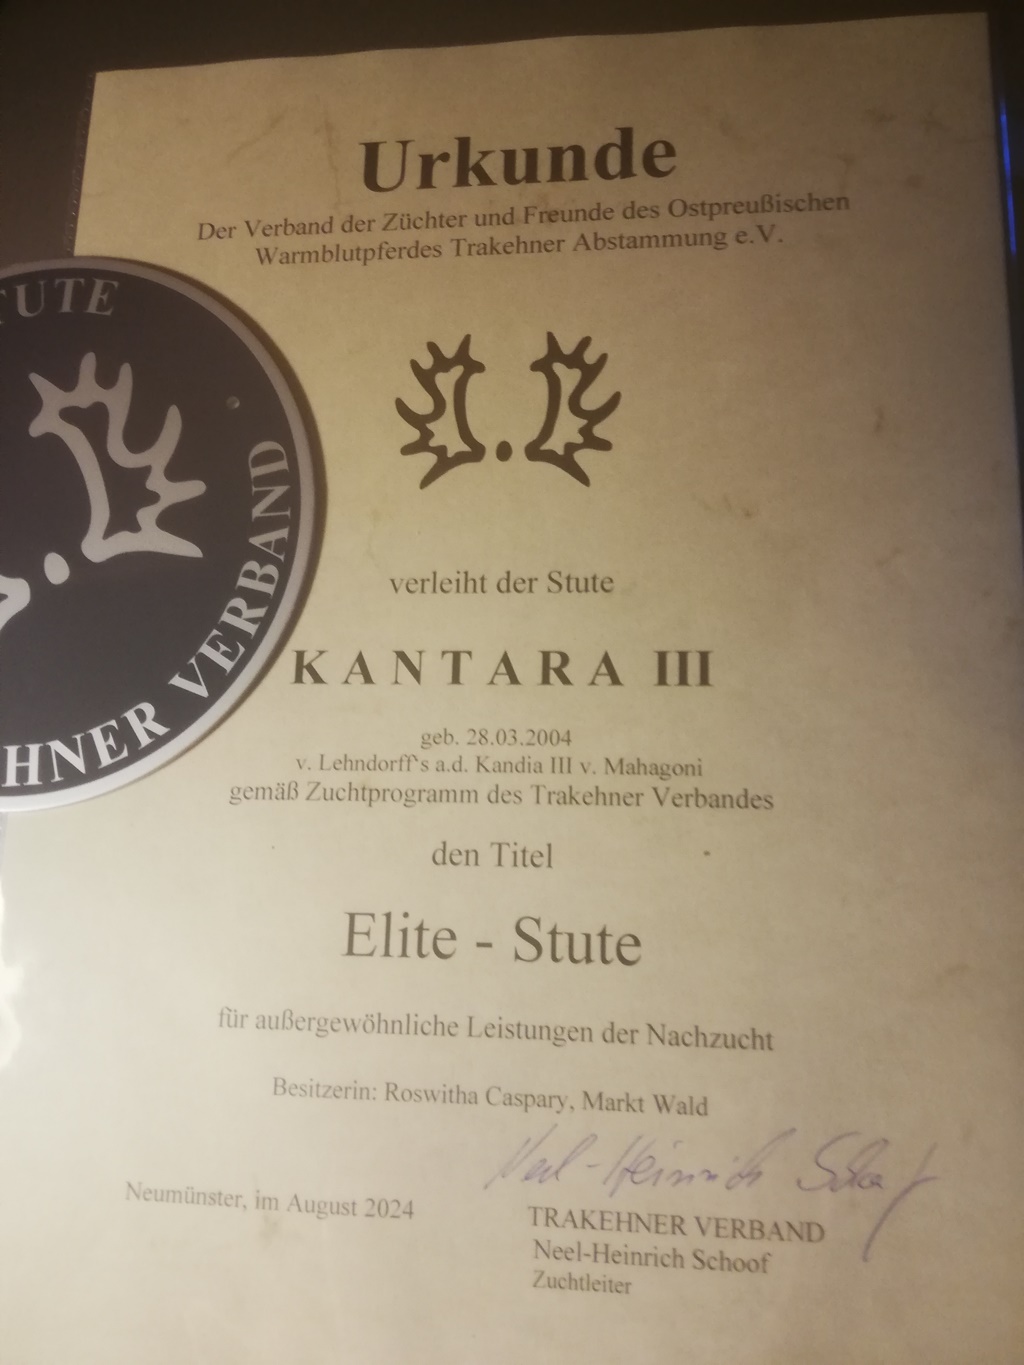 Urkunde
Der Verband der Züchter und Freunde des Ostpreußischen
Warmblutpferdes Trakehner Abstammung e.V.
TUTE
HNER VERBAND
verleiht der Stute
KANTARA III
geb. 28.03.2004
v. Lehndorff's a.d. Kandia III v. Mahagoni
gemäß Zuchtprogramm des Trakehner Verbandes
den Titel
Elite - Stute
für außergewöhnliche Leistungen der Nachzucht
Besitzerin: Roswitha Caspary, Markt Wald
Neel-Heinrich Schoof
Neumünster, im August 2024
TRAKEHNER VERBAND
Neel-Heinrich Schoof
Zuchtleiter